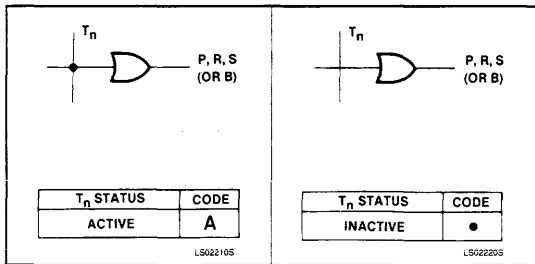 Tn
P, R, S
(OR B)
Tn STATUS CODE
ACTIVE A
LS02210S
Tn
P, R, S
(OR B)
Tn STATUS CODE
INACTIVE ●
LS02220S